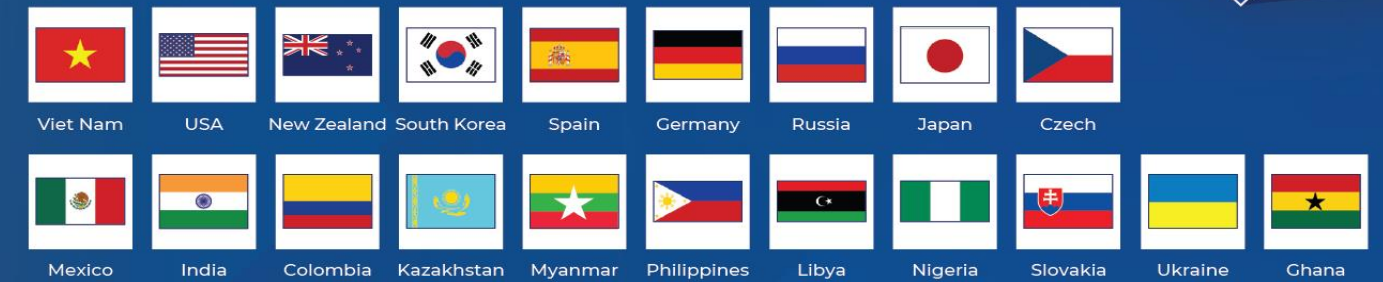 Viet Nam USA New Zealand South Korea Spain Germany Russia Japan Czech
Mexico India Colombia Kazakhstan Myanmar Philippines Libya Nigeria Slovakia Ukraine Ghana